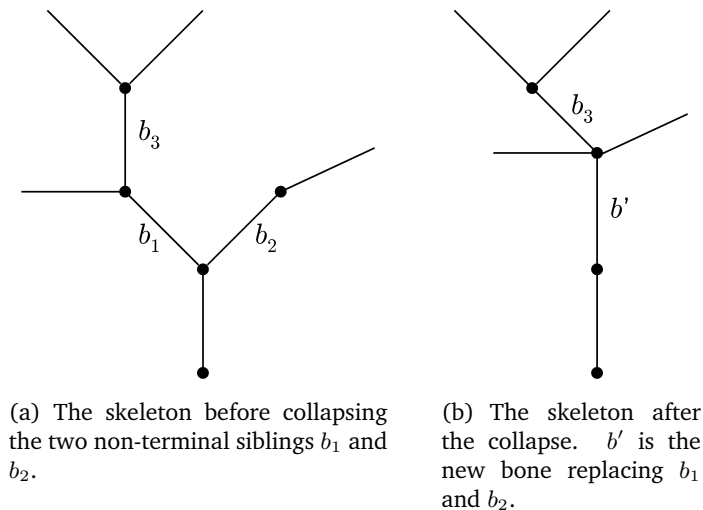 b₃
b₁
b₂
b₃
b'
(a) The skeleton before collapsing
the two non-terminal siblings b₁ and
b₂.
(b) The skeleton after
the collapse. b′ is the
new bone replacing b₁
and b₂.